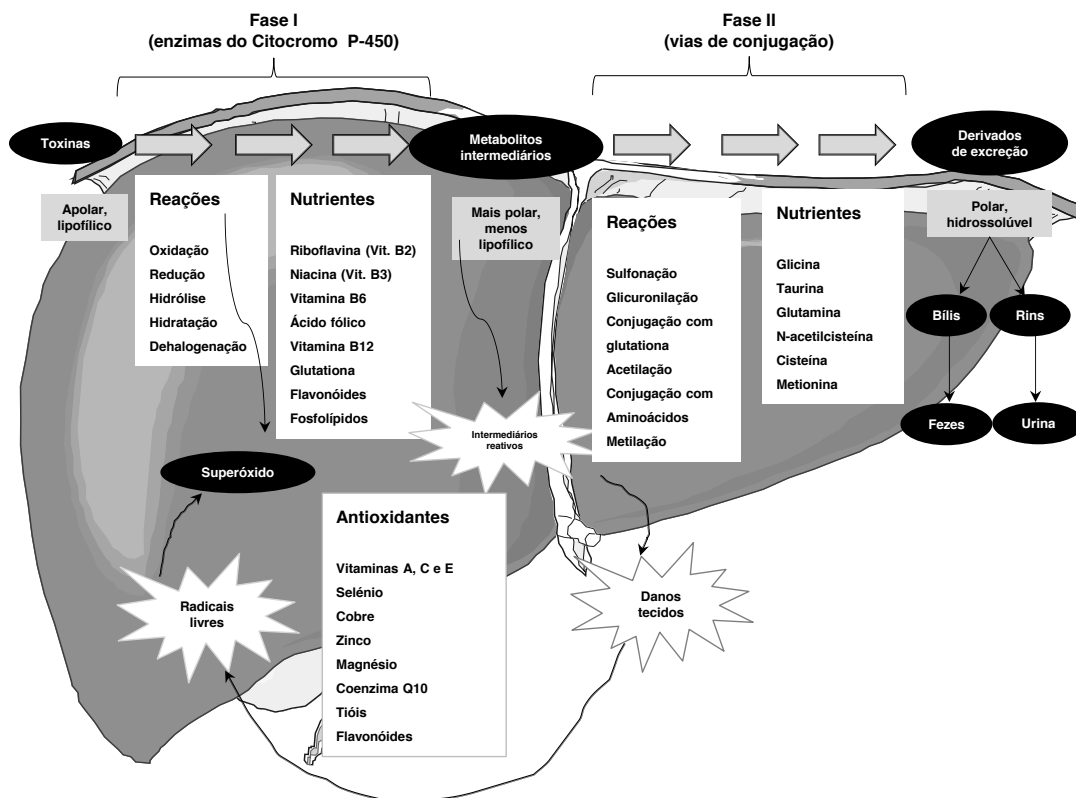 Fase I
(enzimas do Citocromo P-450)
Fase II
(vias de conjugação)
Toxinas
Metabolitos
intermediários
Derivados
de excreção
Apolar,
lipofílico
Reações
Oxidação
Redução
Hidrólise
Hidratação
Dehalogenação
Nutrientes
Riboflavina (Vit. B2)
Niacina (Vit. B3)
Vitamina B6
Ácido fólico
Vitamina B12
Glutationa
Flavonóides
Fosfolípidos
Mais polar,
menos
lipofílico
Reações
Sulfonação
Glicuronilação
Conjugação com
glutationa
Acetilação
Conjugação com
Aminoácidos
Metilação
Nutrientes
Glicina
Taurina
Glutamina
N-acetilcisteína
Cisteína
Metionina
Polar,
hidrossolúvel
Bílis
Rins
Fezes
Urina
Intermediários
reativos
Superóxido
Antioxidantes
Vitaminas A, C e E
Selénio
Cobre
Zinco
Magnésio
Coenzima Q10
Tióis
Flavonóides
Radicais
livres
Danos
tecidos